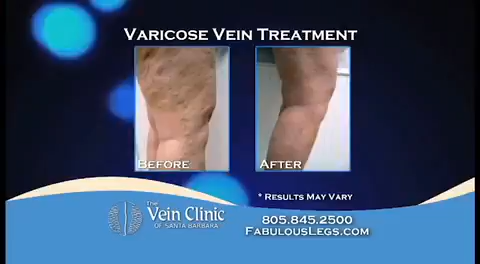 Varicose Vein Treatment
Before
After
* Results May Vary
The
Vein Clinic
of Santa Barbara
805.845.2500
FabulousLegs.com